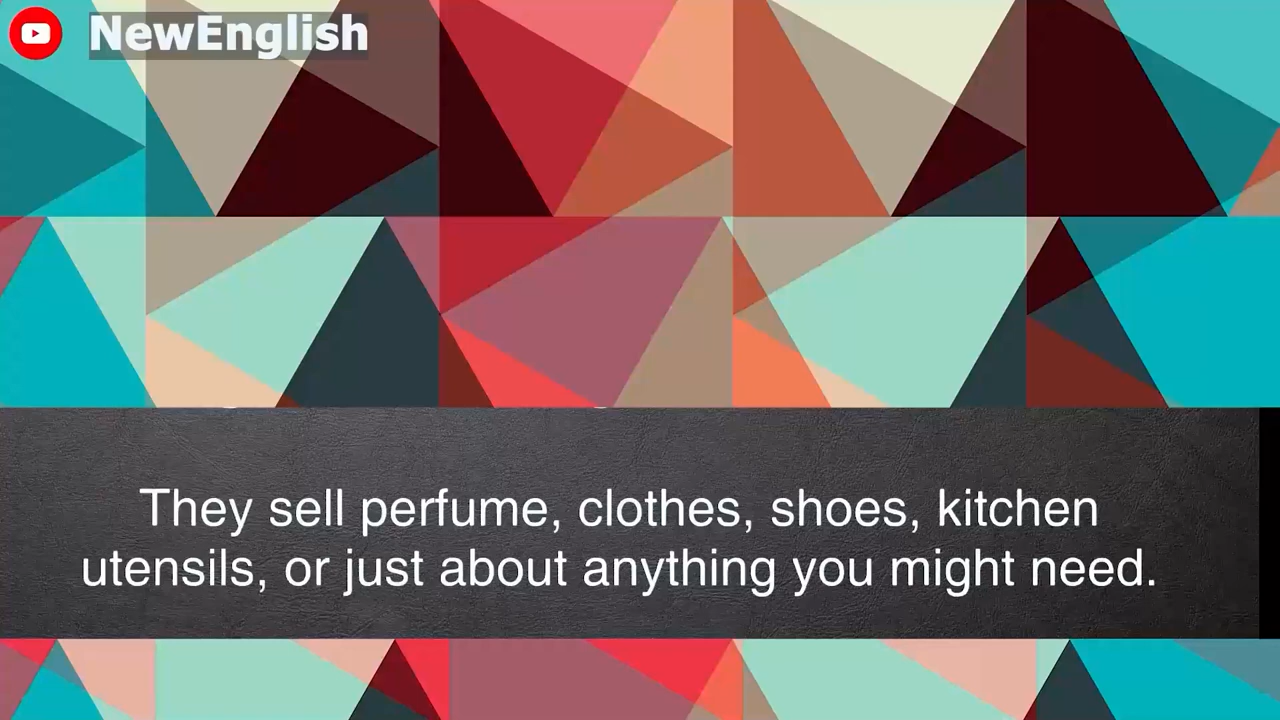 NewEnglish
They sell perfume, clothes, shoes, kitchen
utensils, or just about anything you might need.